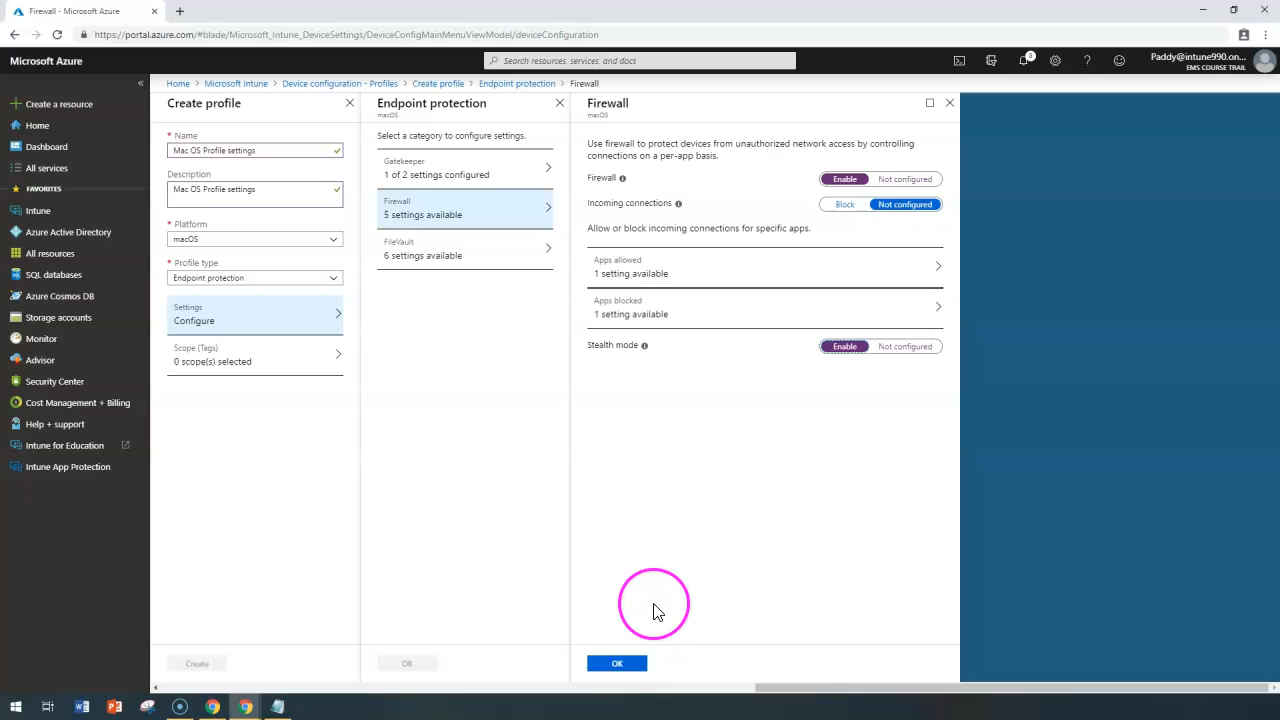 Firewall - Microsoft Azure
https://portal.azure.com/#blade/Microsoft_Intune_DeviceSettings/DeviceConfigMainMenuViewModel/deviceConfiguration
Microsoft Azure
Search resources, services, and docs
Paddy@intune990.on...
EMS COURSE TRAIL
Home > Microsoft Intune > Device configuration - Profiles > Create profile > Endpoint protection > Firewall
Create a resource
Home
Dashboard
All services
FAVORITES
Intune
Azure Active Directory
All resources
SQL databases
Azure Cosmos DB
Storage accounts
Monitor
Advisor
Security Center
Cost Management + Billing
Help + support
Intune for Education
Intune App Protection
Create profile
* Name
Mac OS Profile settings
Description
Mac OS Profile settings
* Platform
macOS
* Profile type
Endpoint protection
Settings
Configure
Scope (Tags)
0 scope(s) selected
Create
Endpoint protection
macOS
Select a category to configure settings.
Gatekeeper
1 of 2 settings configured
Firewall
5 settings available
FileVault
6 settings available
OK
Firewall
macOS
Use firewall to protect devices from unauthorized network access by controlling
connections on a per-app basis.
Firewall Enable Not configured
Incoming connections Block Not configured
Allow or block incoming connections for specific apps.
Apps allowed
1 setting available
Apps blocked
1 setting available
Stealth mode Enable Not configured
OK